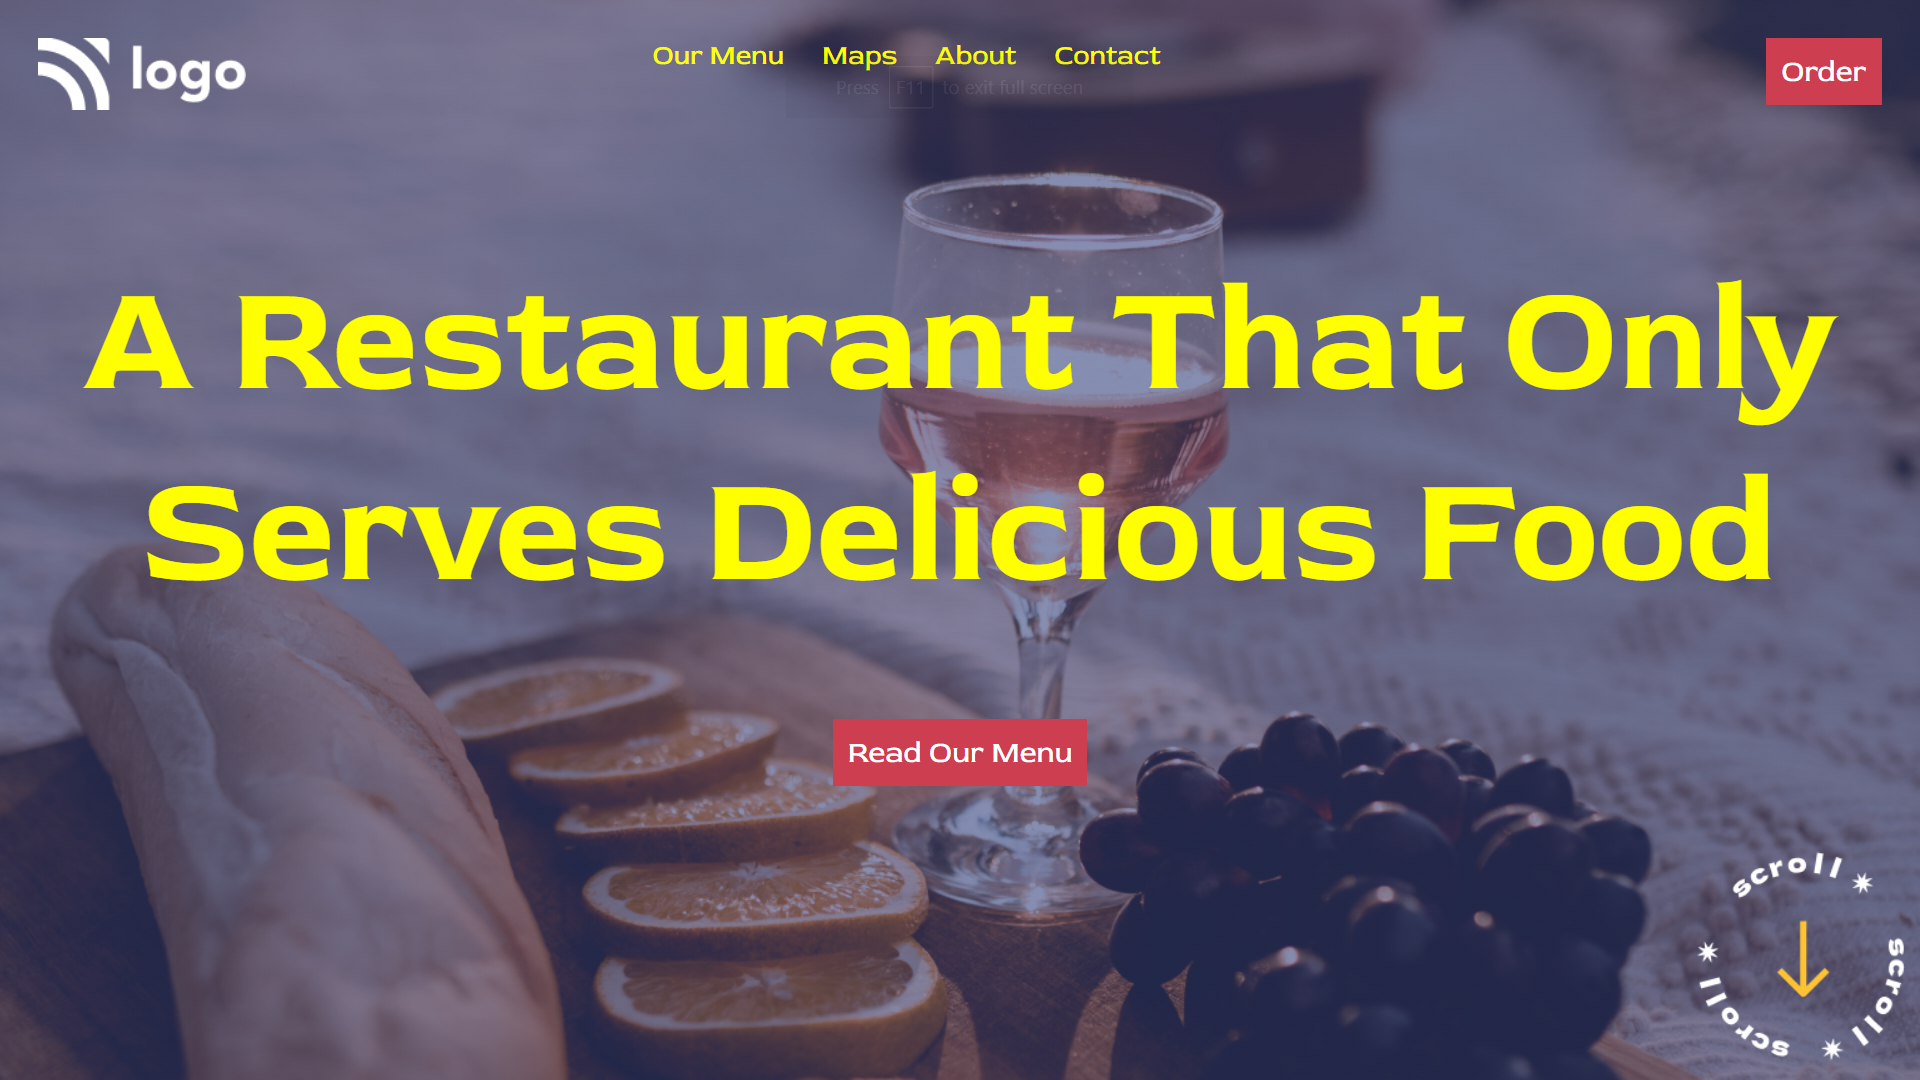 logo
Our Menu Maps About Contact
Order
Press F11 to exit full screen
A Restaurant That Only
Serves Delicious Food
Read Our Menu
scroll
scroll
scroll